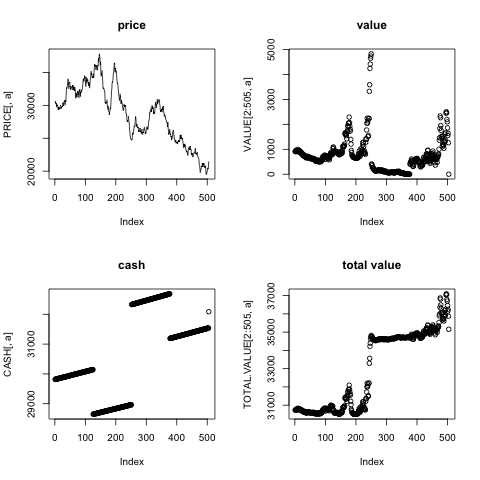 price
PRICE[, a]
20000
30000
0 100 200 300 400 500
Index
value
VALUE[2:505, a]
0
1000
3000
5000
0 100 200 300 400 500
Index
cash
CASH[, a]
29000
31000
0 100 200 300 400 500
Index
total value
TOTAL.VALUE[2:505, a]
31000
33000
35000
37000
0 100 200 300 400 500
Index